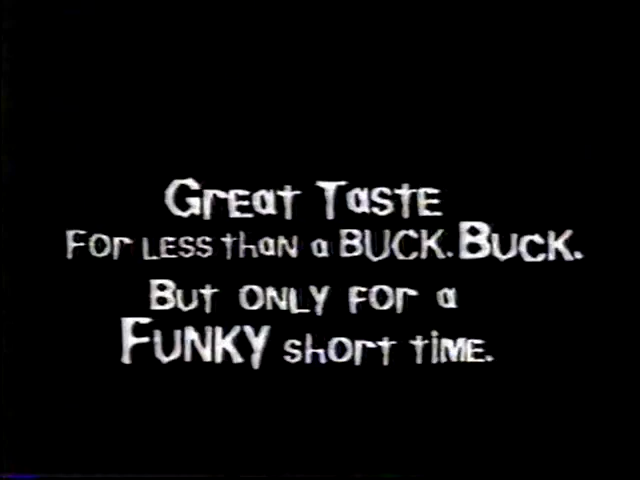 Great Taste
For less than a BUCK. Buck.
But only for a
Funky short time.